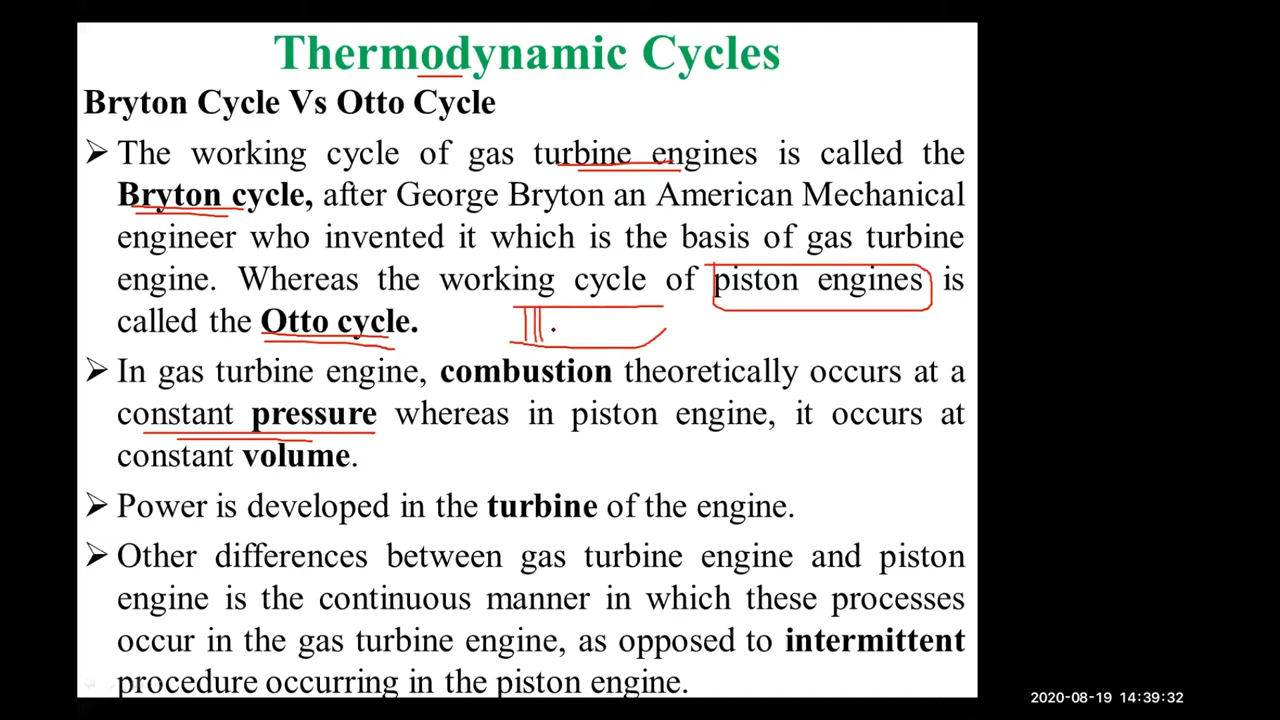 Thermodynamic Cycles
Bryton Cycle Vs Otto Cycle
➢ The working cycle of gas turbine engines is called the
Bryton cycle, after George Bryton an American Mechanical
engineer who invented it which is the basis of gas turbine
engine. Whereas the working cycle of piston engines is
called the Otto cycle.
➢ In gas turbine engine, combustion theoretically occurs at a
constant pressure whereas in piston engine, it occurs at
constant volume.
➢ Power is developed in the turbine of the engine.
➢ Other differences between gas turbine engine and piston
engine is the continuous manner in which these processes
occur in the gas turbine engine, as opposed to intermittent
procedure occurring in the piston engine.
2020-08-19 14:39:32